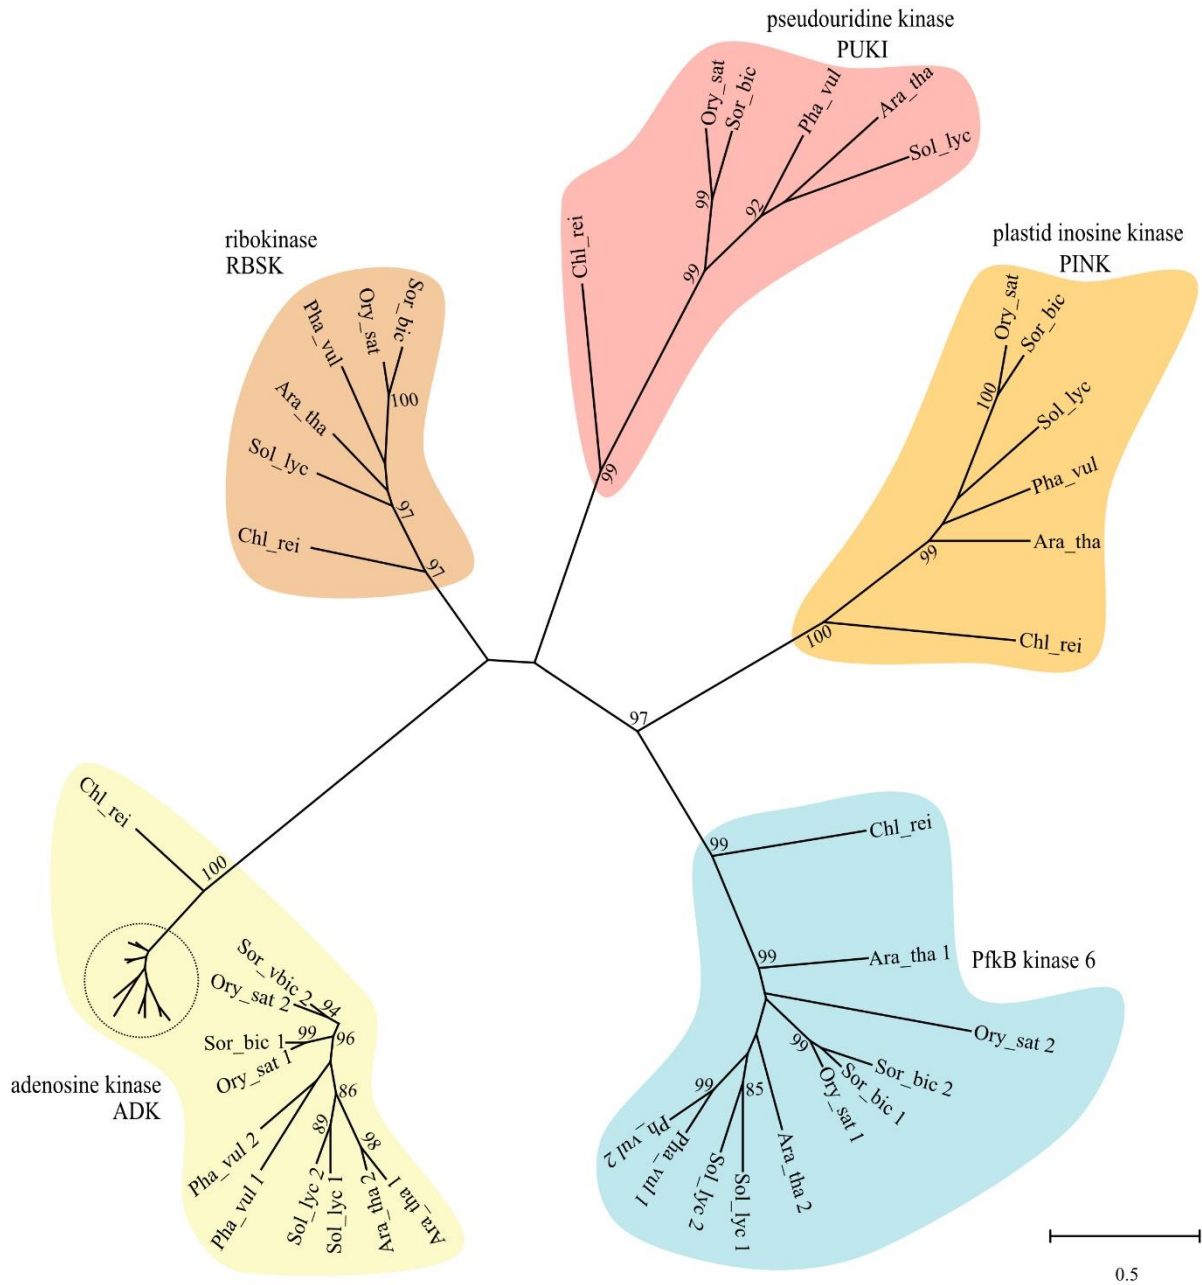 pseudouridine kinase
PUKI
Ory_sat
Sor_bic
Pha_vul
Ara_tha
Sol_lyc
Chl_rei
99
92
99
99
ribokinase
RBSK
Sor_bic
Ory_sat
Pha_vul
Ara_tha
Sol_lyc
Chl_rei
100
97
97
plastid inosine kinase
PINK
Ory_sat
Sor_bic
Sol_lyc
Pha_vul
Ara_tha
Chl_rei
100
99
100
97
Chl_rei
100
Sor_vbic 2
Ory_sat 2
Sor_bic 1
Ory_sat 1
Pha_vul 2
Pha_vul 1
Sol_lyc 2
Sol_lyc 1
Ara_tha 2
Ara_tha 1
94
99
96
86
89
86
adenosine kinase
ADK
99
Chl_rei
99
Ara_tha 1
PfkB kinase 6
Ory_sat 2
Sor_bic 2
Sor_bic 1
Ory_sat 1
99
Ara_tha 2
Sol_lyc 1
Sol_lyc 2
85
Pha_vul 1
Ph_vul 2
99
0.5